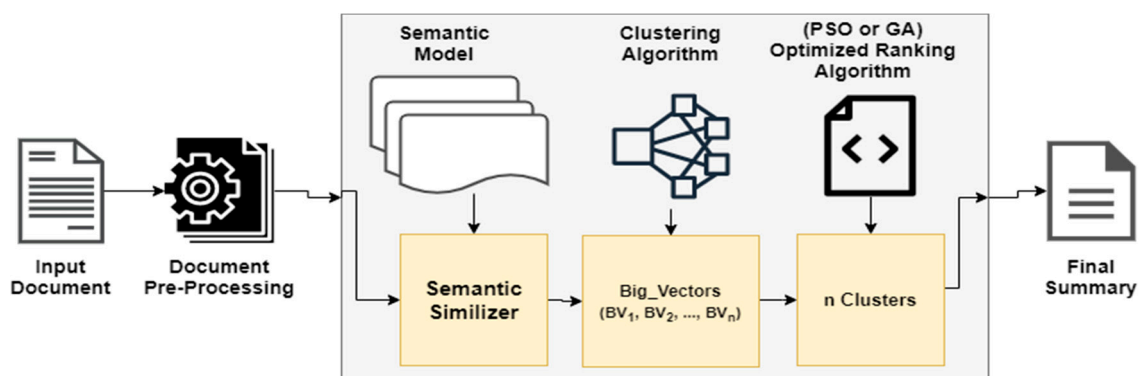 Semantic
Model
Clustering
Algorithm
(PSO or GA)
Optimized Ranking
Algorithm
Input
Document
Document
Pre-Processing
Semantic
Similizer
Big_Vectors
(BV₁, BV₂, ..., BVₙ)
n Clusters
Final
Summary